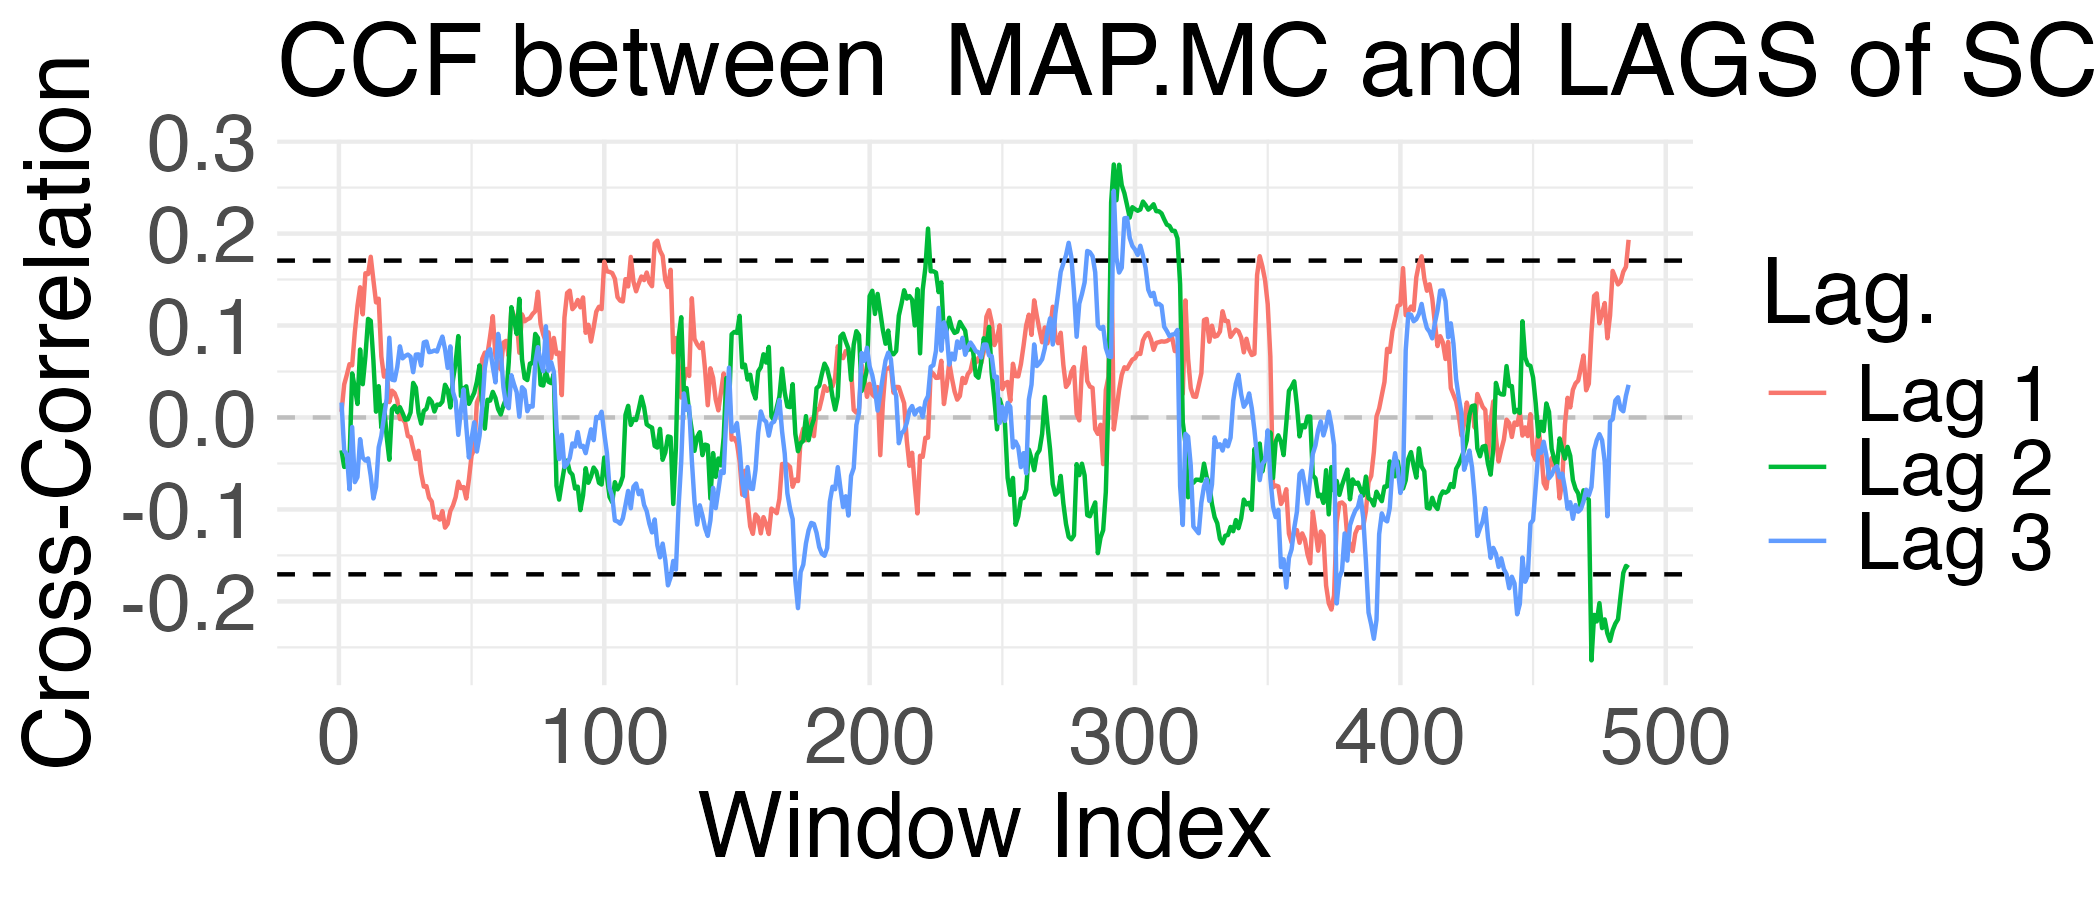 CCF between  MAP.MC and LAGS of SC
Cross-Correlation
0.3
0.2
0.1
0.0
-0.1
-0.2
0 100 200 300 400 500
Window Index
Lag.
Lag 1
Lag 2
Lag 3